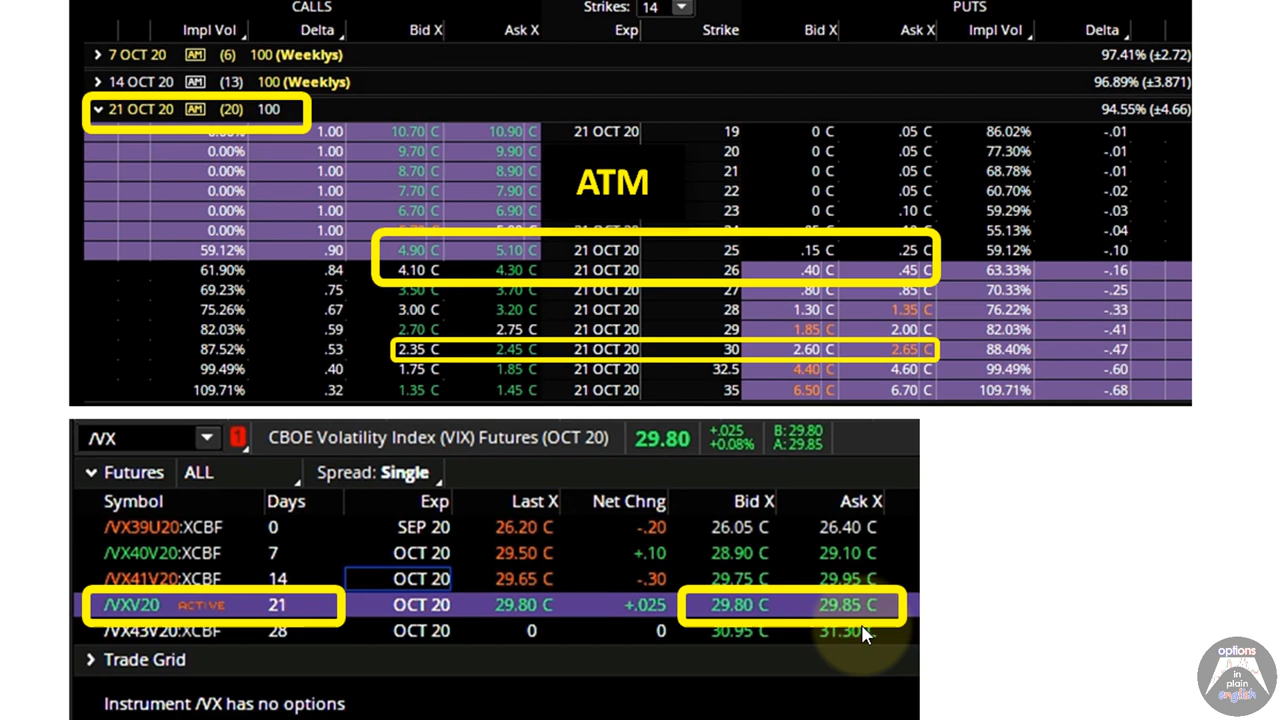 CALLS Strikes: 14 PUTS
Impl Vol Delta Bid X Ask X Exp Strike Bid X Ask X Impl Vol Delta
7 OCT 20 AM (6) 100 (Weeklys) 97.41% (±2.72)
14 OCT 20 AM (13) 100 (Weeklys) 96.89% (±3.871)
21 OCT 20 AM (20) 100 94.55% (±4.66)
0.00% 1.00 10.70 C 10.90 C 21 OCT 20 19 0 C .05 C 86.02% -.01
0.00% 1.00 9.70 C 9.90 C 20 0 C .05 C 77.30% -.01
0.00% 1.00 8.70 C 8.90 C 21 0 C .05 C 68.78% -.01
ATM
0.00% 1.00 7.70 C 7.90 C 22 0 C .05 C 60.70% -.02
0.00% 1.00 6.70 C 6.90 C 23 0 C .10 C 59.29% -.03
0.00% 1.00 55.13% -.04
59.12% .90 4.90 C 5.10 C 21 OCT 20 25 .15 C .25 C 59.12% -.10
61.90% .84 4.10 C 4.30 C 21 OCT 20 26 .40 C .45 C 63.33% -.16
69.23% .75 3.50 C 3.70 C 21 OCT 20 27 .80 C .85 C 70.33% -.25
75.26% .67 3.00 C 3.20 C 21 OCT 20 28 1.30 C 1.35 C 76.22% -.33
82.03% .59 2.70 C 2.75 C 21 OCT 20 29 1.85 C 2.00 C 82.03% -.41
87.52% .53 2.35 C 2.45 C 21 OCT 20 30 2.60 C 2.65 C 88.40% -.47
99.49% .40 1.75 C 1.85 C 21 OCT 20 32.5 4.40 C 4.60 C 99.49% -.60
109.71% .32 1.35 C 1.45 C 21 OCT 20 35 6.50 C 6.70 C 109.71% -.68
/VX 1 CBOE Volatility Index (VIX) Futures (OCT 20) 29.80 +.025 B: 29.80
+0.08% A: 29.85
Futures ALL Spread: Single
Symbol Days Exp Last X Net Chng Bid X Ask X
/VX39U20:XCBF 0 SEP 20 26.20 C -.20 26.05 C 26.40 C
/VX40V20:XCBF 7 OCT 20 29.50 C +.10 28.90 C 29.10 C
/VX41V20:XCBF 14 OCT 20 29.65 C -.30 29.75 C 29.95 C
/VXV20 ACTIVE 21 OCT 20 29.80 C +.025 29.80 C 29.85 C
/VX43V20:XCBF 28 OCT 20 0 0 30.95 C 31.30
Trade Grid
Instrument /VX has no options
options
in
plain
english